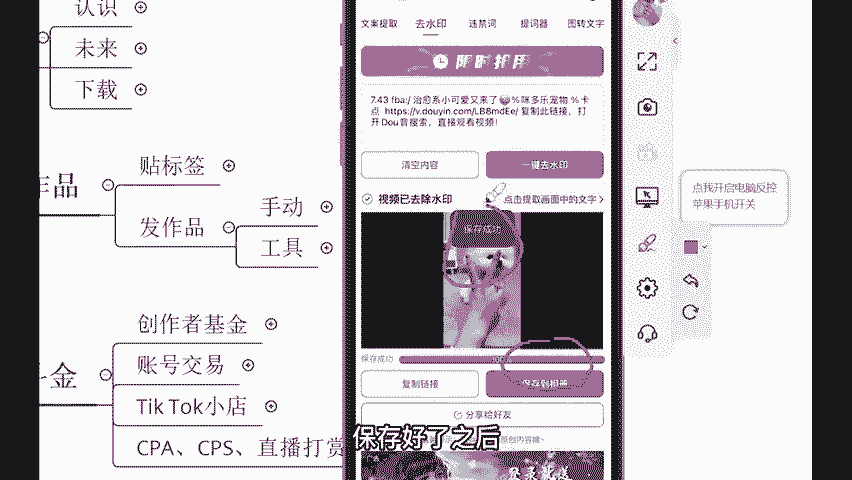 认识
未来
下载
作品
贴标签
发作品
手动
工具
创作者基金
账号交易
TikTok小店
CPA、CPS、直播打赏
文案提取 去水印 违禁词 提词器 图转文字
限时折用
7.43 fba:/ 治愈系小可爱又来了 %咪多乐宠物 %卡
点 https://v.douyin.com/LB8mdEe/ 复制此链接，打
开Dou音搜索，直接观看视频！
清空内容 一键去水印
视频已去除水印 点击提取画面中的文字
保存成功
保存成功 100%
复制链接 保存到相册
分享给好友
保存好了之后
点我开启电脑反控
苹果手机开关